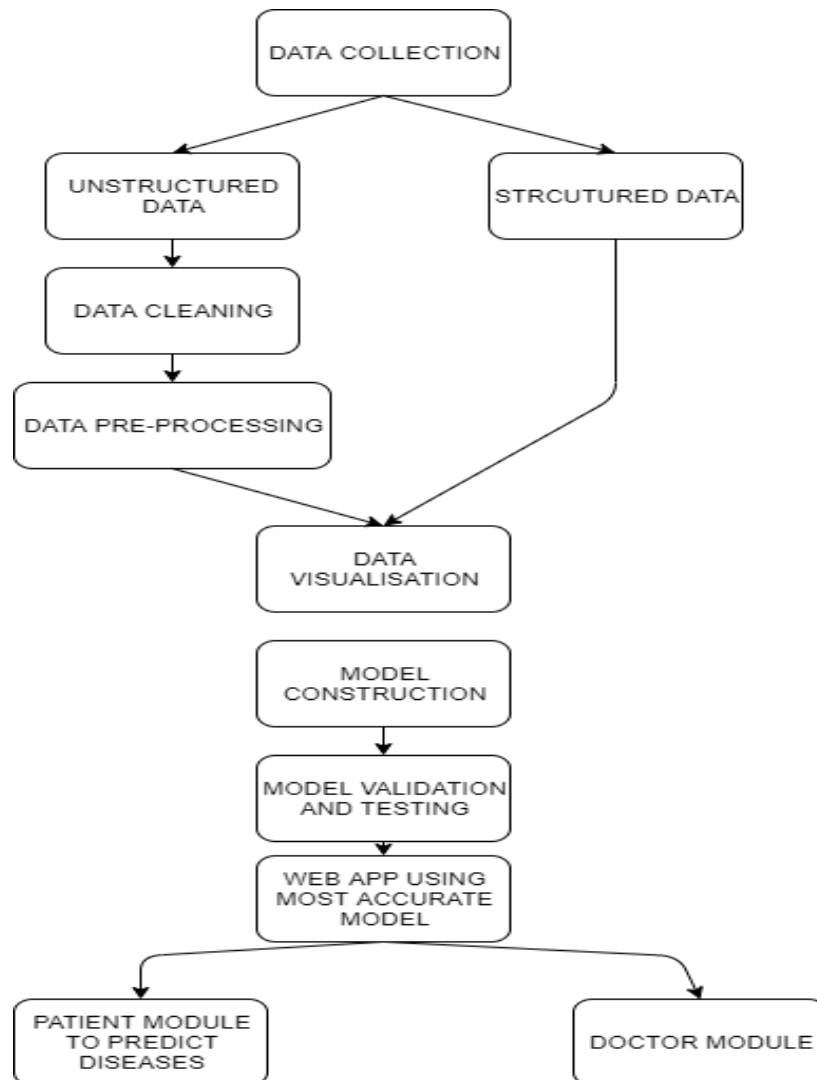 DATA COLLECTION
UNSTRUCTURED
DATA
STRCUTURED DATA
DATA CLEANING
DATA PRE-PROCESSING
DATA
VISUALISATION
MODEL
CONSTRUCTION
MODEL VALIDATION
AND TESTING
WEB APP USING
MOST ACCURATE
MODEL
PATIENT MODULE
TO PREDICT
DISEASES
DOCTOR MODULE